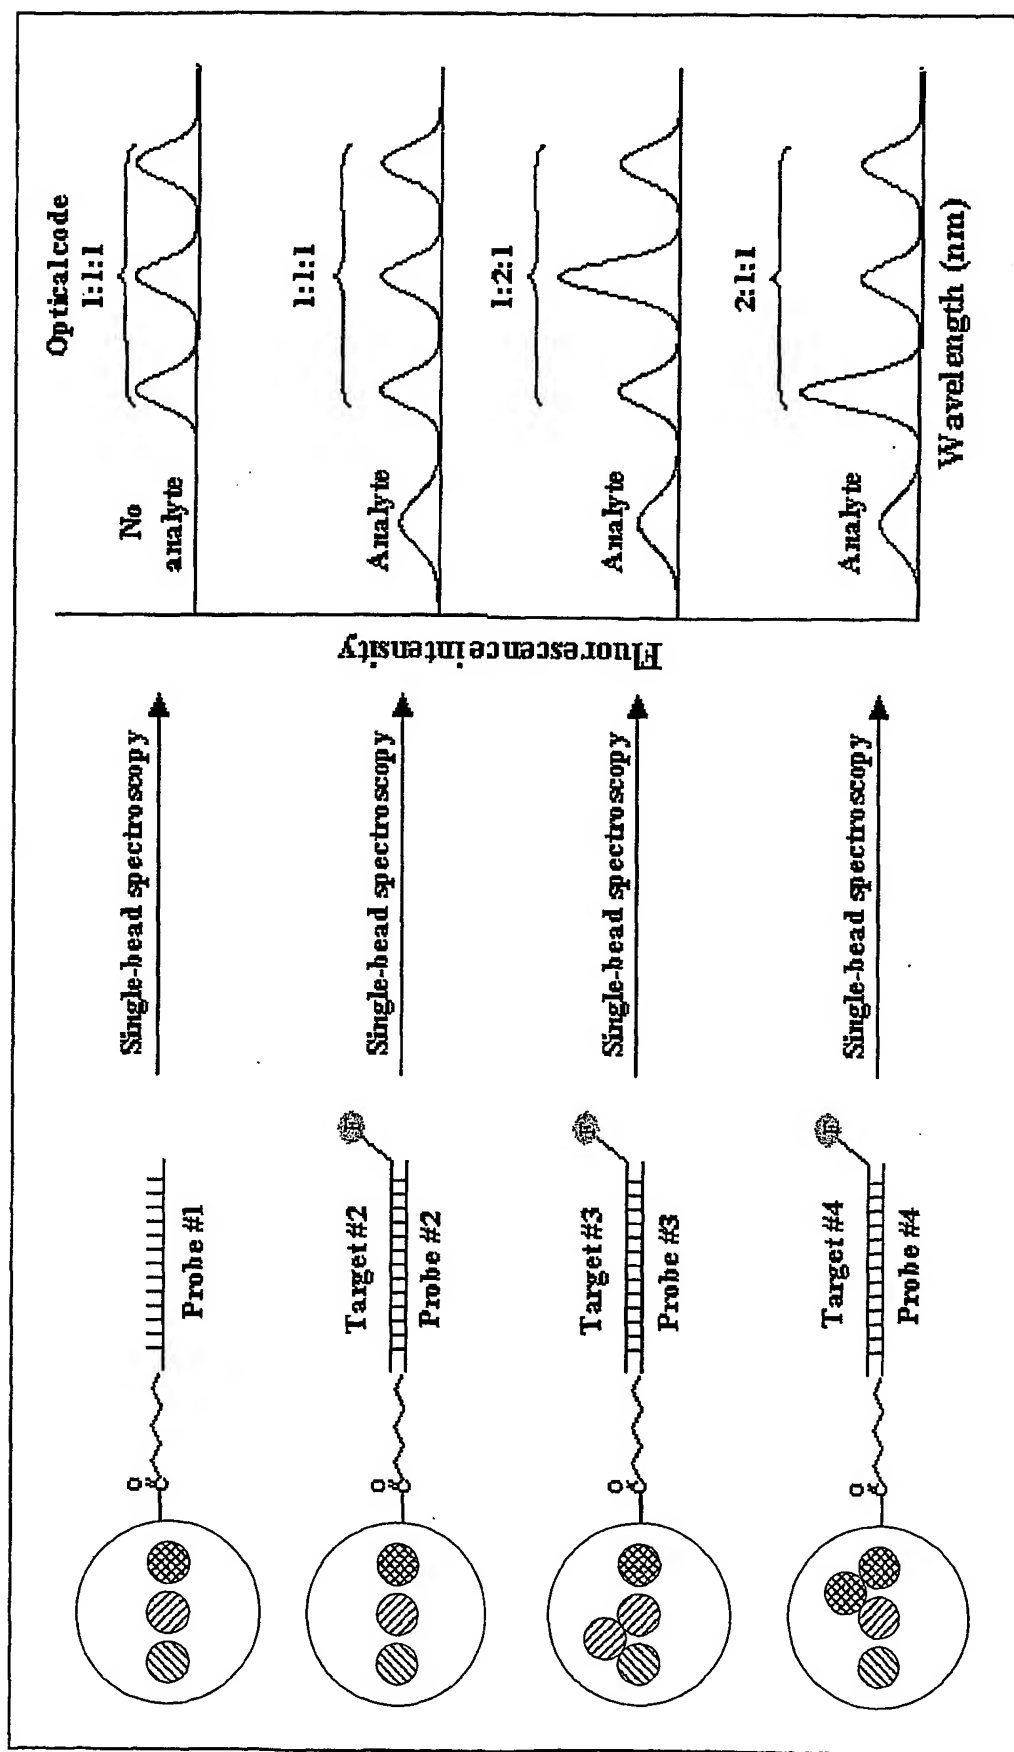 Optical code
1:1:1
No
analyte
Single-bead spectroscopy
Probe #1
O
C
1:1:1
Analyte
Single-bead spectroscopy
Target #2
Probe #2
O
C
1:2:1
Analyte
Single-bead spectroscopy
Target #3
Probe #3
O
C
2:1:1
Analyte
Single-bead spectroscopy
Target #4
Probe #4
O
C
Fluorescence intensity
Wavelength (nm)